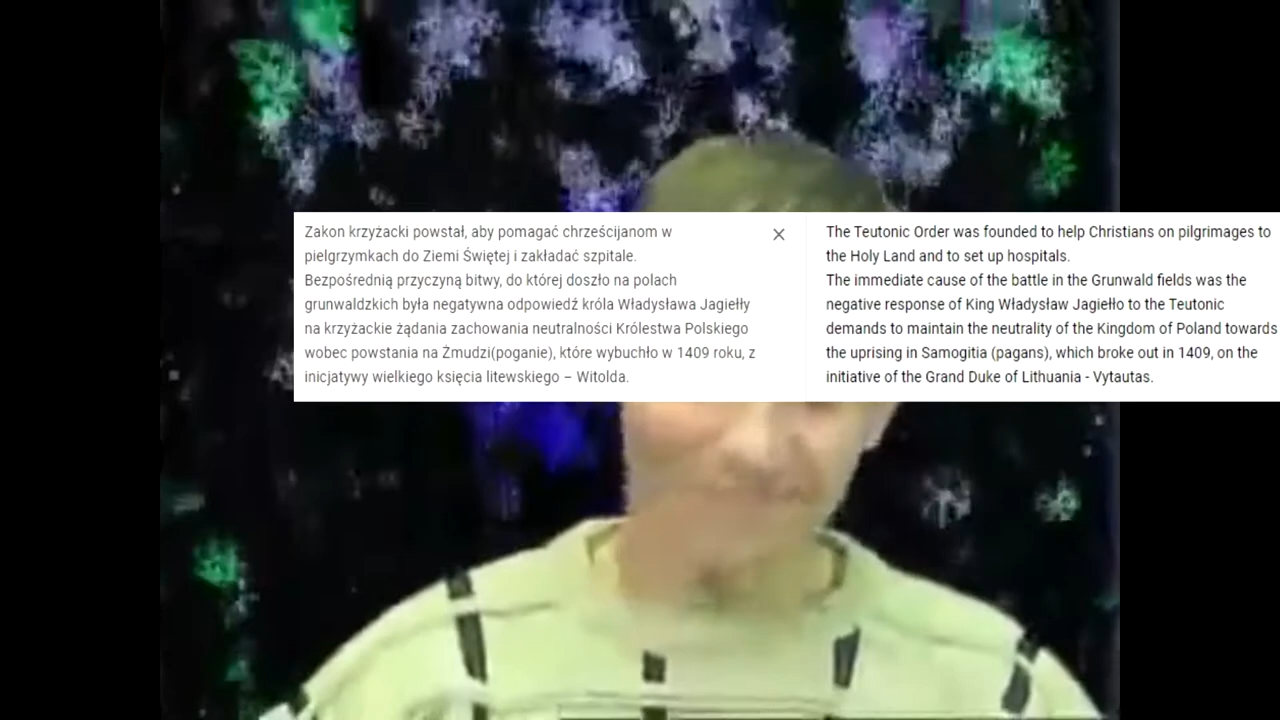 Zakon krzyżacki powstał, aby pomagać chrześcijanom w
pielgrzymkach do Ziemi Świętej i zakładać szpitale.
Bezpośrednią przyczyną bitwy, do której doszło na polach
grunwaldzkich była negatywna odpowiedź króla Władysława Jagiełły
na krzyżackie żądania zachowania neutralności Królestwa Polskiego
wobec powstania na Żmudzi(poganie), które wybuchło w 1409 roku, z
inicjatywy wielkiego księcia litewskiego – Witolda.
The Teutonic Order was founded to help Christians on pilgrimages to
the Holy Land and to set up hospitals.
The immediate cause of the battle in the Grunwald fields was the
negative response of King Władysław Jagiełło to the Teutonic
demands to maintain the neutrality of the Kingdom of Poland towards
the uprising in Samogitia (pagans), which broke out in 1409, on the
initiative of the Grand Duke of Lithuania - Vytautas.